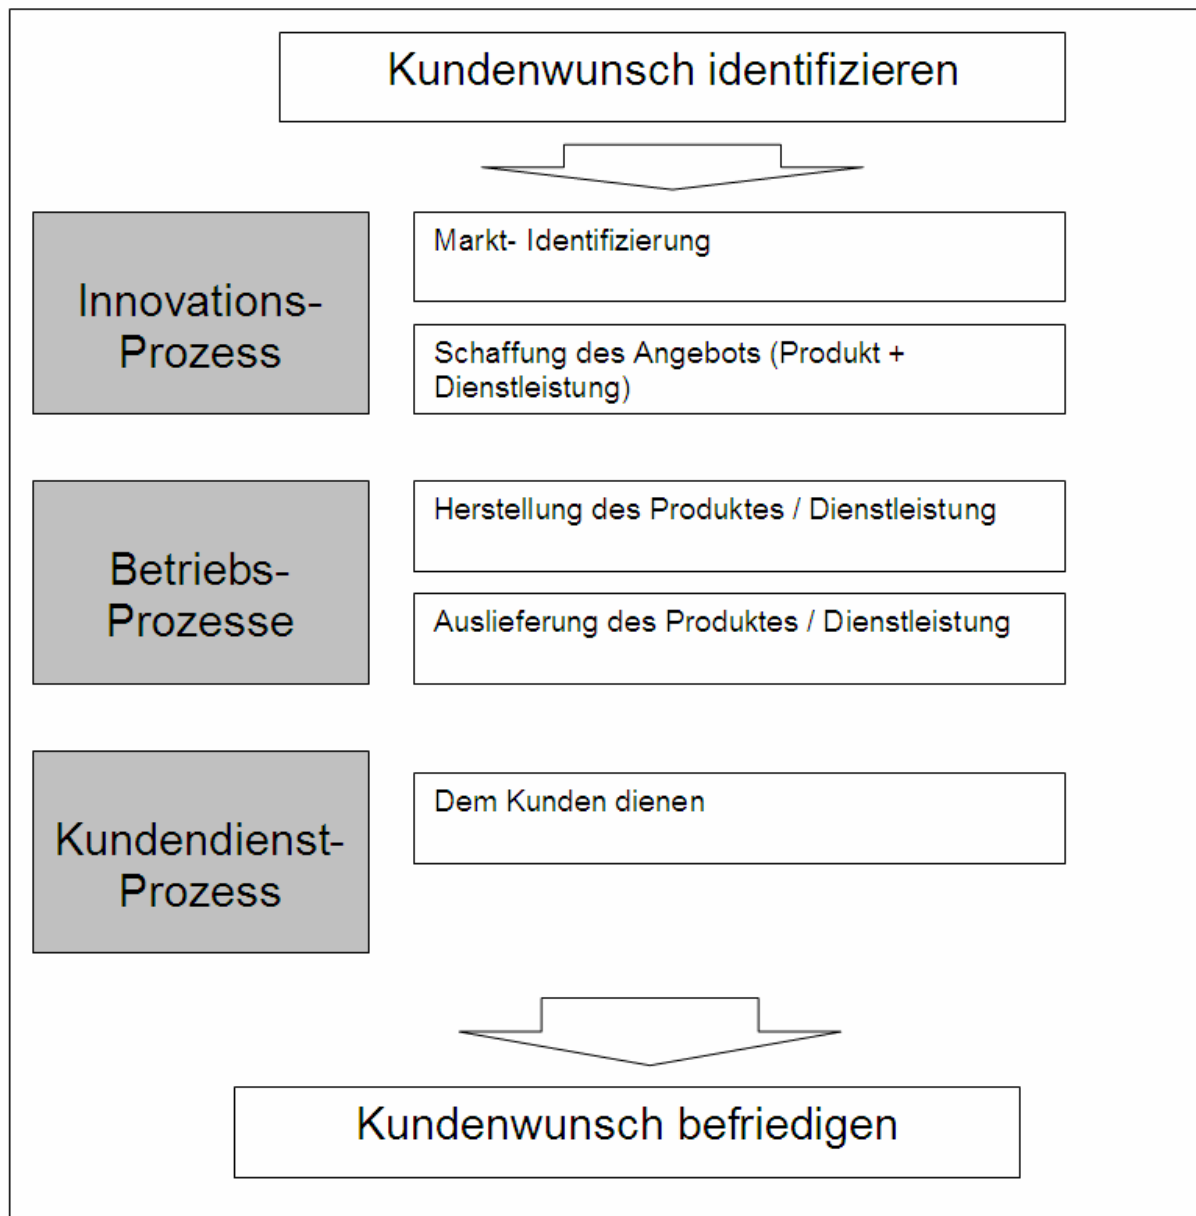 Kundenwunsch identifizieren
Innovations-
Prozess
Markt- Identifizierung
Schaffung des Angebots (Produkt +
Dienstleistung)
Betriebs-
Prozesse
Herstellung des Produktes / Dienstleistung
Auslieferung des Produktes / Dienstleistung
Kundendienst-
Prozess
Dem Kunden dienen
Kundenwunsch befriedigen